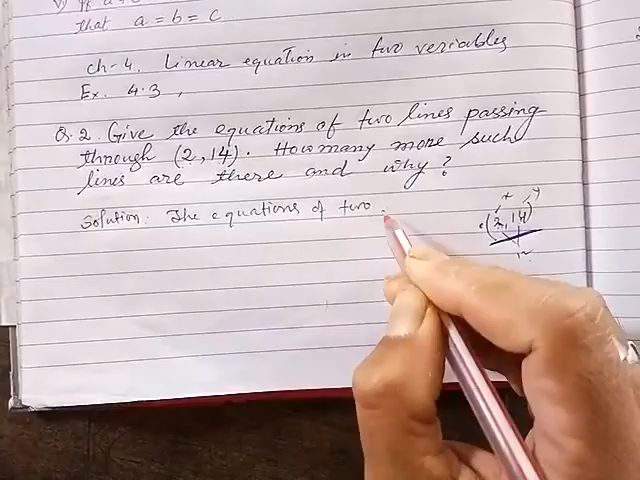 that a = b = c
ch-4. Linear equation in two veriables
Ex. 4.3,
Q.2. Give the equations of two lines passing
through (2,14). How many more such
lines are there and why?
x y
Solution: The equations of two
(2,14)